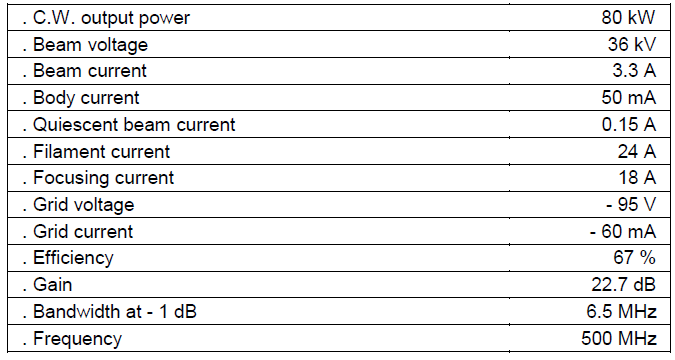 . C.W. output power 80 kW
. Beam voltage 36 kV
. Beam current 3.3 A
. Body current 50 mA
. Quiescent beam current 0.15 A
. Filament current 24 A
. Focusing current 18 A
. Grid voltage - 95 V
. Grid current - 60 mA
. Efficiency 67 %
. Gain 22.7 dB
. Bandwidth at - 1 dB 6.5 MHz
. Frequency 500 MHz